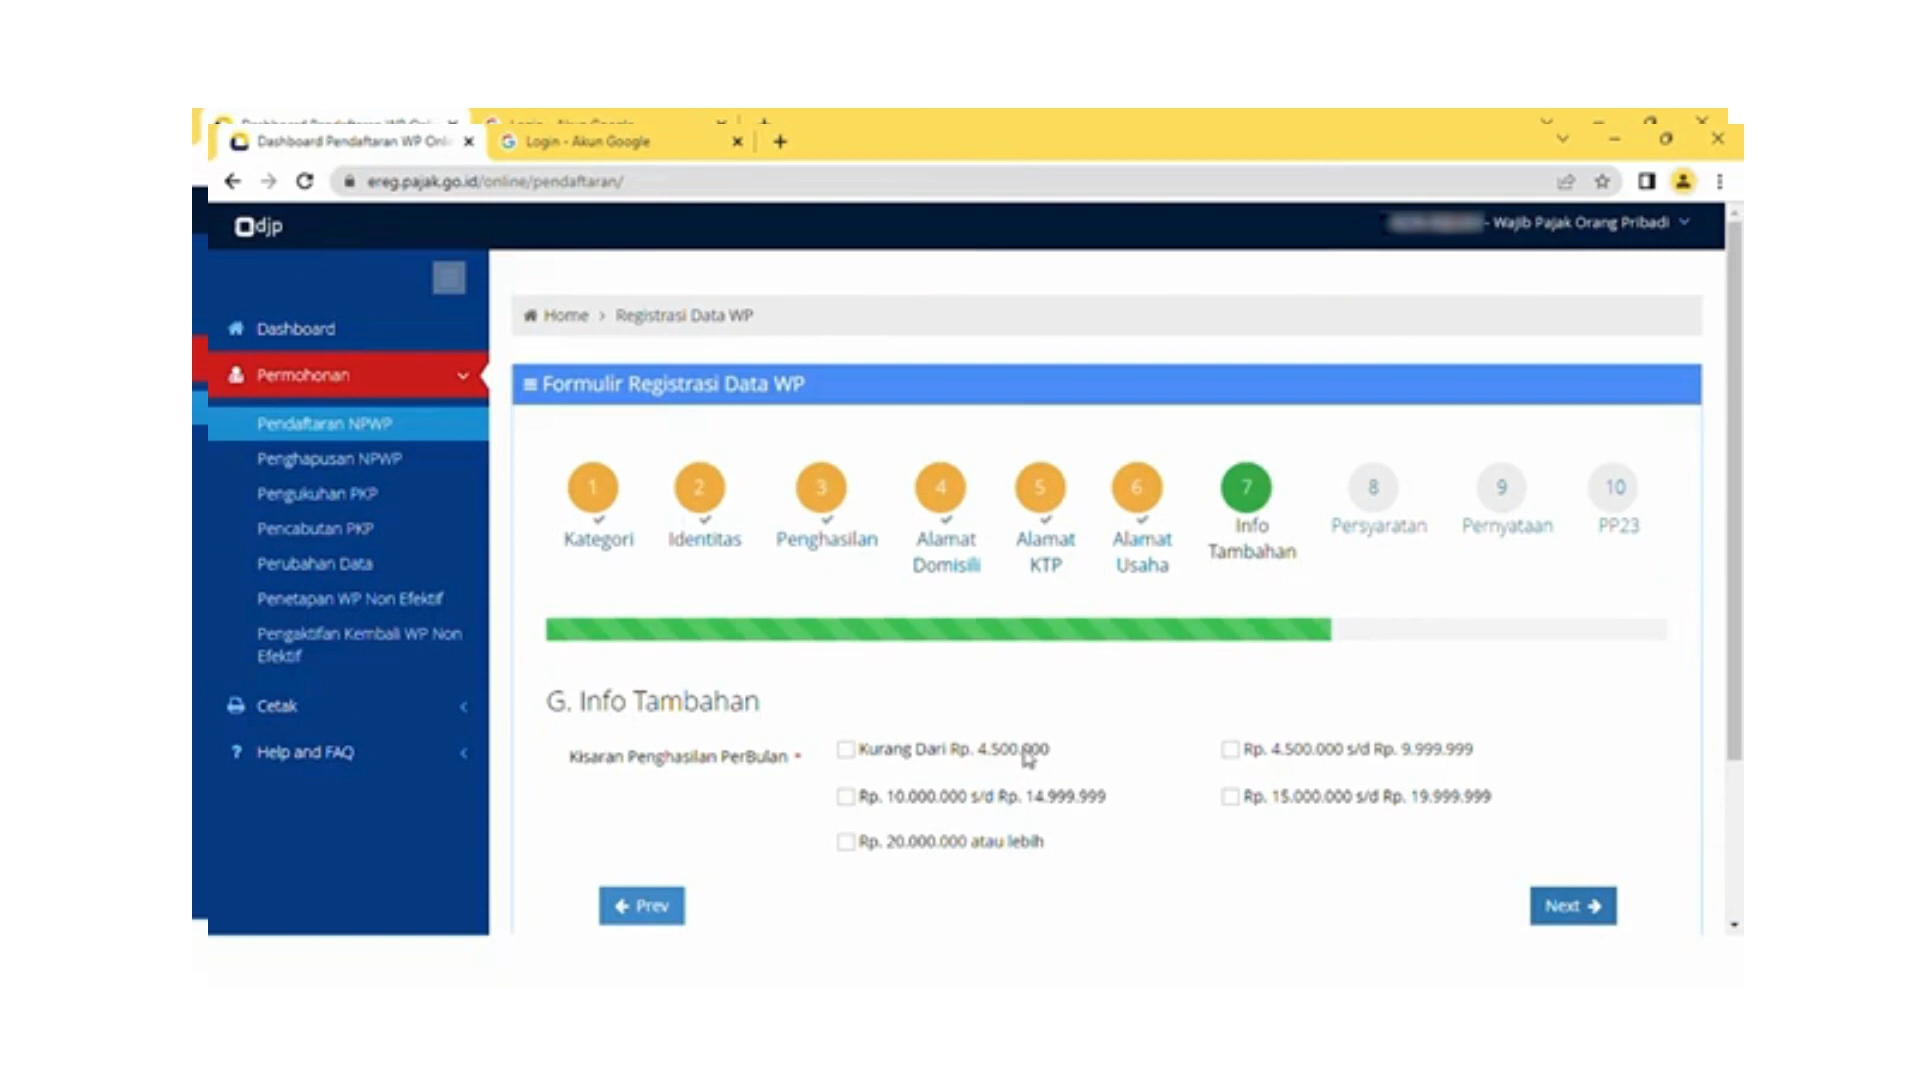 Dashboard Pendaftaran WP Onli
Login - Akun Google
ereg.pajak.go.id/online/pendaftaran/
djp
- Wajib Pajak Orang Pribadi
Dashboard
Permohonan
Pendaftaran NPWP
Penghapusan NPWP
Pengukuhan PKP
Pencabutan PKP
Perubahan Data
Penetapan WP Non Efektif
Pengaktifan Kembali WP Non
Efektif
Cetak
Help and FAQ
Home > Registrasi Data WP
Formulir Registrasi Data WP
1 2 3 4 5 6 7 8 9 10
Kategori Identitas Penghasilan Alamat Domisili Alamat KTP Alamat Usaha Info Tambahan Persyaratan Pernyataan PP23
G. Info Tambahan
Kisaran Penghasilan PerBulan *
Kurang Dari Rp. 4.500.000
Rp. 4.500.000 s/d Rp. 9.999.999
Rp. 10.000.000 s/d Rp. 14.999.999
Rp. 15.000.000 s/d Rp. 19.999.999
Rp. 20.000.000 atau lebih
Prev
Next